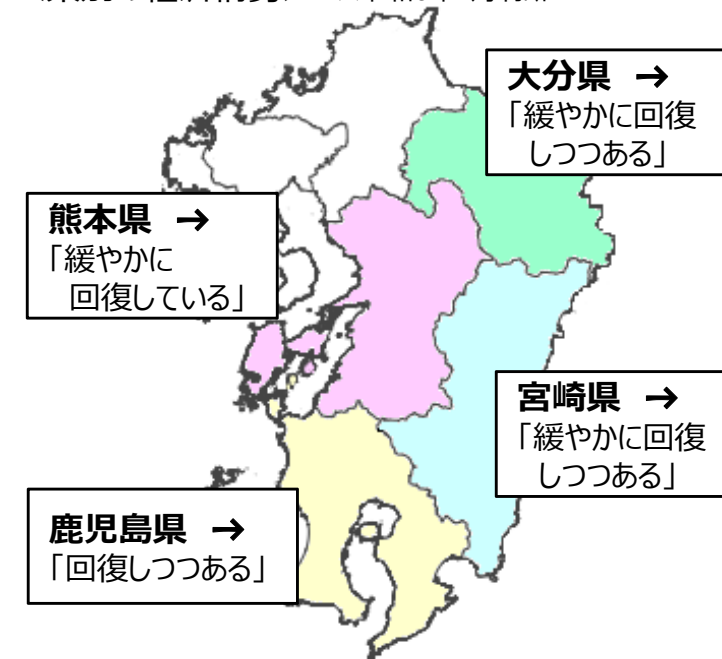 大分県 →
「緩やかに回復
しつつある」
熊本県 →
「緩やかに
回復している」
宮崎県 →
「緩やかに回復
しつつある」
鹿児島県 →
「回復しつつある」